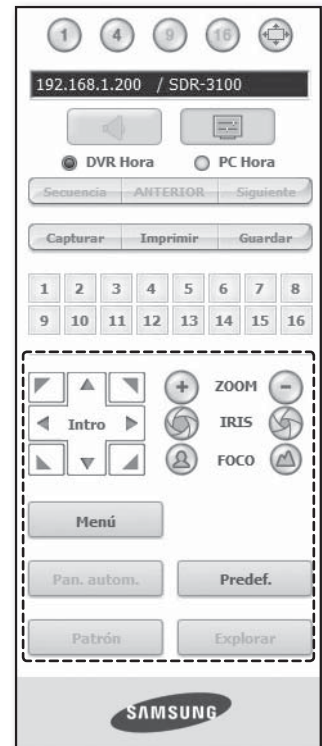 1 4 9 16
192.168.1.200 / SDR-3100
DVR Hora PC Hora
Secuencia ANTERIOR Siguiente
Capturar Imprimir Guardar
1 2 3 4 5 6 7 8
9 10 11 12 13 14 15 16
+ ZOOM -
Intro IRIS
FOCO
Menú
Pan. autom. Predef.
Patrón Explorar
SAMSUNG